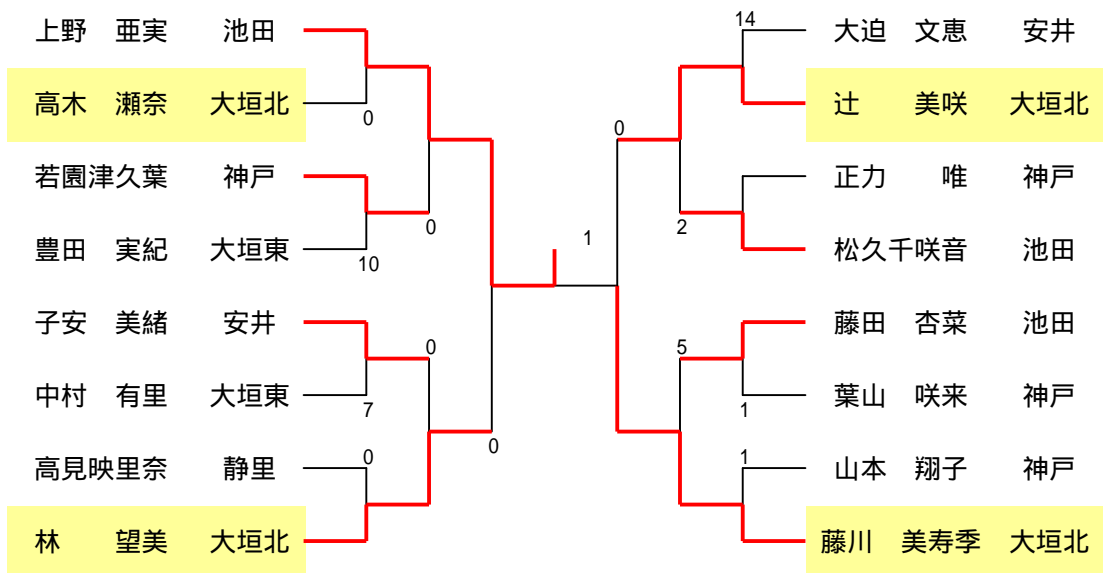 上野 亜実 池田
高木 瀬奈 大垣北
0
若園津久葉 神戸
0
豊田 実紀 大垣東
10
子安 美緒 安井
0
中村 有里 大垣東
7
高見映里奈 静里
0
0
林 望美 大垣北
1
14
大迫 文恵 安井
辻 美咲 大垣北
0
正力 唯 神戸
2
松久千咲音 池田
藤田 杏菜 池田
5
葉山 咲来 神戸
1
山本 翔子 神戸
1
藤川 美寿季 大垣北